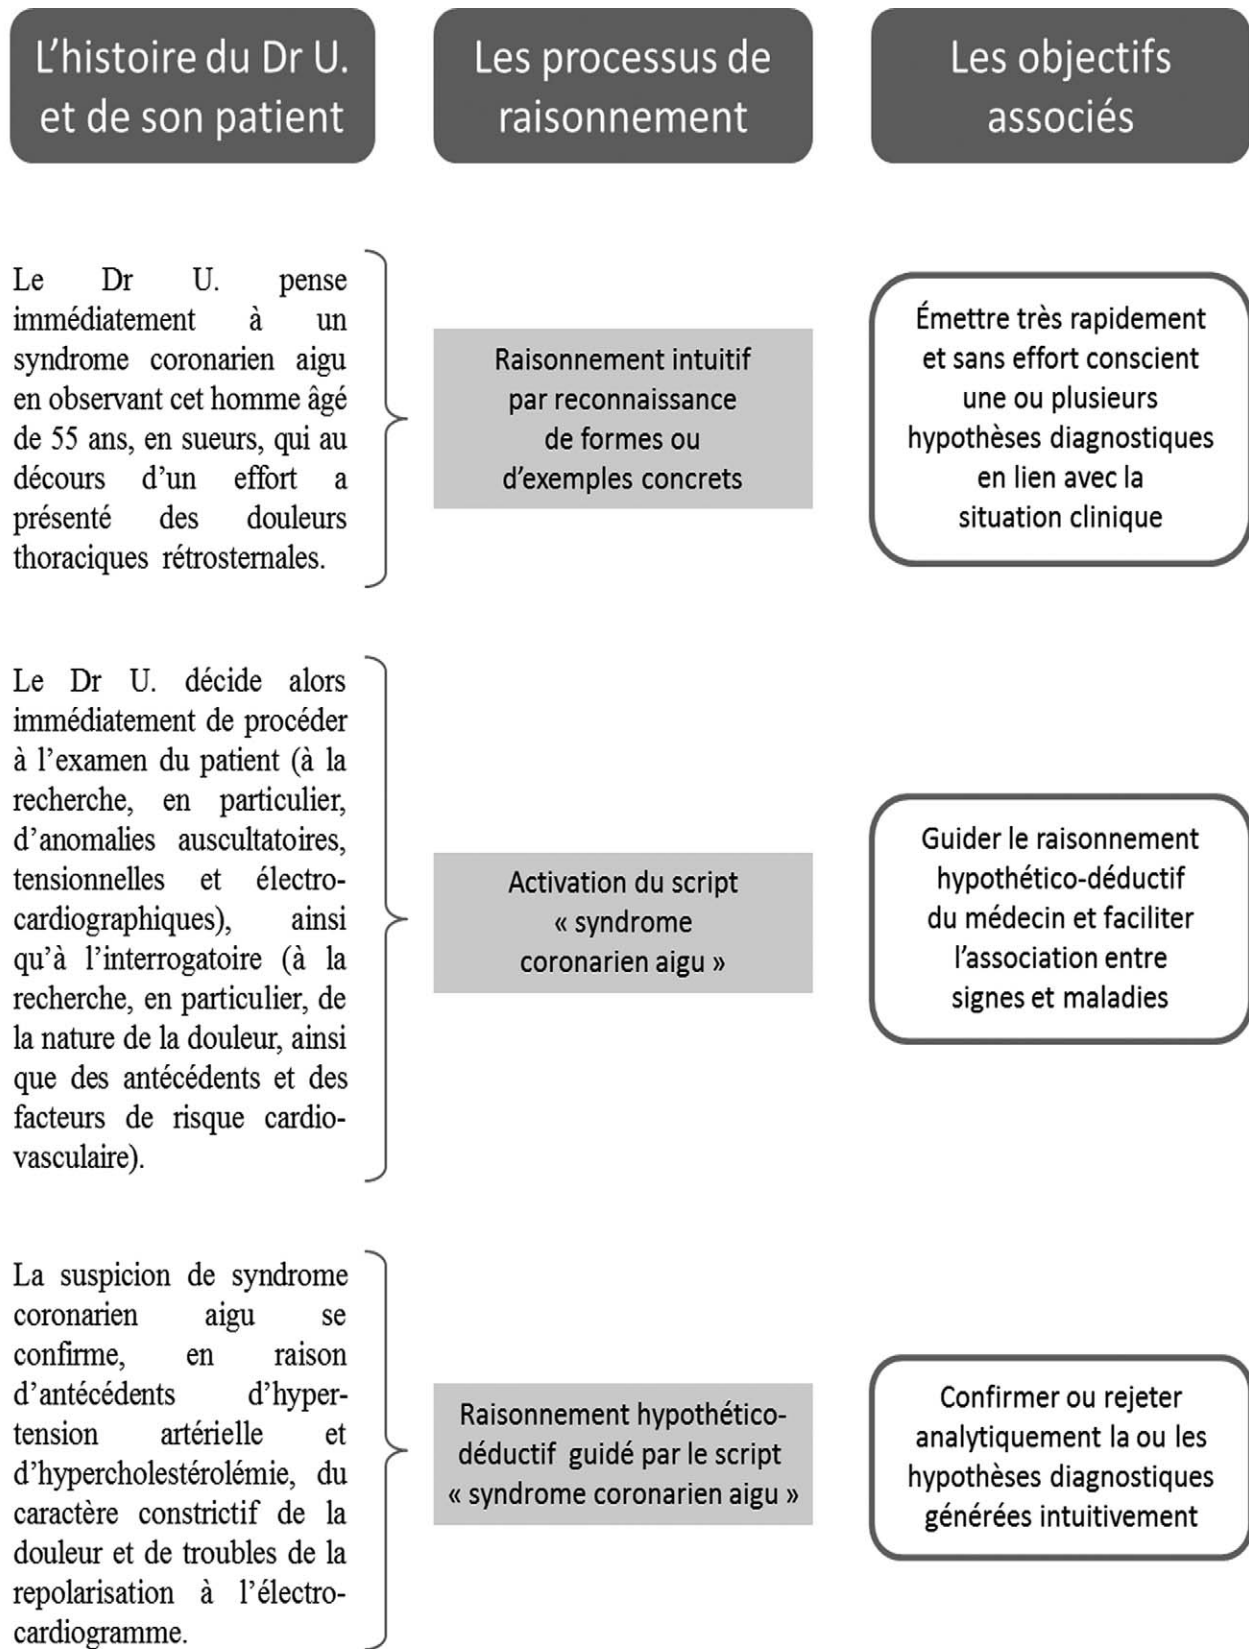 L'histoire du Dr U.
et de son patient
Les processus de
raisonnement
Les objectifs
associés
Le Dr U. pense
immédiatement à un
syndrome coronarien aigu
en observant cet homme âgé
de 55 ans, en sueurs, qui au
décours d'un effort a
présenté des douleurs
thoraciques rétrosternales.
Raisonnement intuitif
par reconnaissance
de formes ou
d'exemples concrets
Émettre très rapidement
et sans effort conscient
une ou plusieurs
hypothèses diagnostiques
en lien avec la
situation clinique
Le Dr U. décide alors
immédiatement de procéder
à l'examen du patient (à la
recherche, en particulier,
d'anomalies auscultatoires,
tensionnelles et électro-
cardiographiques), ainsi
qu'à l'interrogatoire (à la
recherche, en particulier, de
la nature de la douleur, ainsi
que des antécédents et des
facteurs de risque cardio-
vasculaire).
Activation du script
« syndrome
coronarien aigu »
Guider le raisonnement
hypothético-déductif
du médecin et faciliter
l'association entre
signes et maladies
La suspicion de syndrome
coronarien aigu se
confirme, en raison
d'antécédents d'hyper-
tension artérielle et
d'hypercholestérolémie, du
caractère constrictif de la
douleur et de troubles de la
repolarisation à l'électro-
cardiogramme.
Raisonnement hypothético-
déductif guidé par le script
« syndrome coronarien aigu »
Confirmer ou rejeter
analytiquement la ou les
hypothèses diagnostiques
générées intuitivement